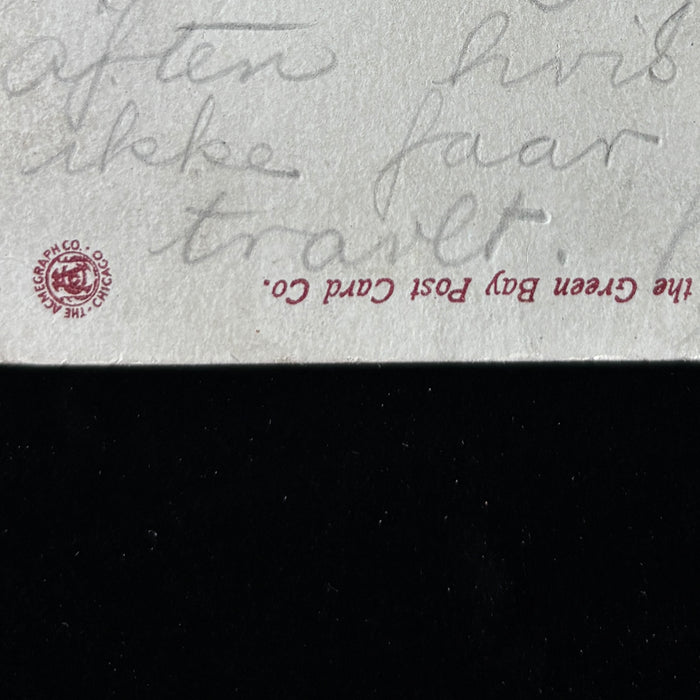 aften hvis
ikke faar
travlt.
the Green Bay Post Card Co.
THE ACMEGRAPH CO. · CHICAGO ·